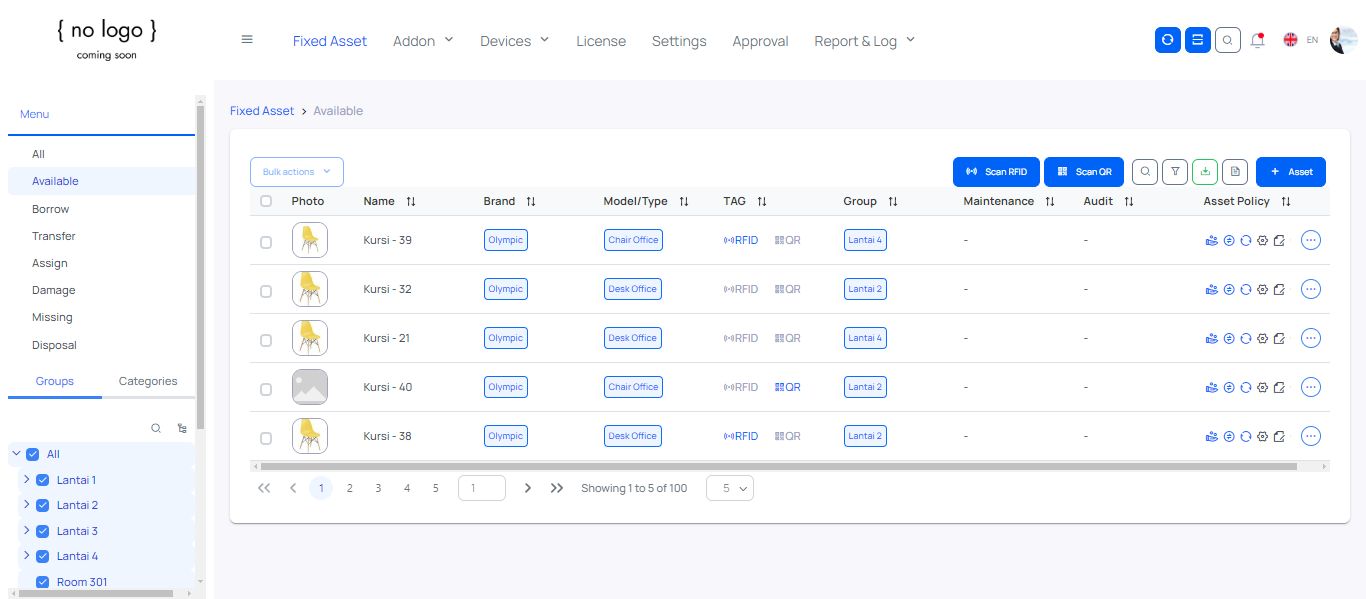 { no logo }
coming soon
Fixed Asset Addon Devices License Settings Approval Report & Log EN
Menu
All
Available
Borrow
Transfer
Assign
Damage
Missing
Disposal
Groups Categories
All
Lantai 1
Lantai 2
Lantai 3
Lantai 4
Room 301
Fixed Asset > Available
Bulk actions Scan RFID Scan QR + Asset
Photo Name Brand Model/Type TAG Group Maintenance Audit Asset Policy
Kursi - 39 Olympic Chair Office RFID QR Lantai 4 - -
Kursi - 32 Olympic Desk Office RFID QR Lantai 2 - -
Kursi - 21 Olympic Desk Office RFID QR Lantai 4 - -
Kursi - 40 Olympic Chair Office RFID QR Lantai 2 - -
Kursi - 38 Olympic Desk Office RFID QR Lantai 2 - -
1 2 3 4 5 1 Showing 1 to 5 of 100 5